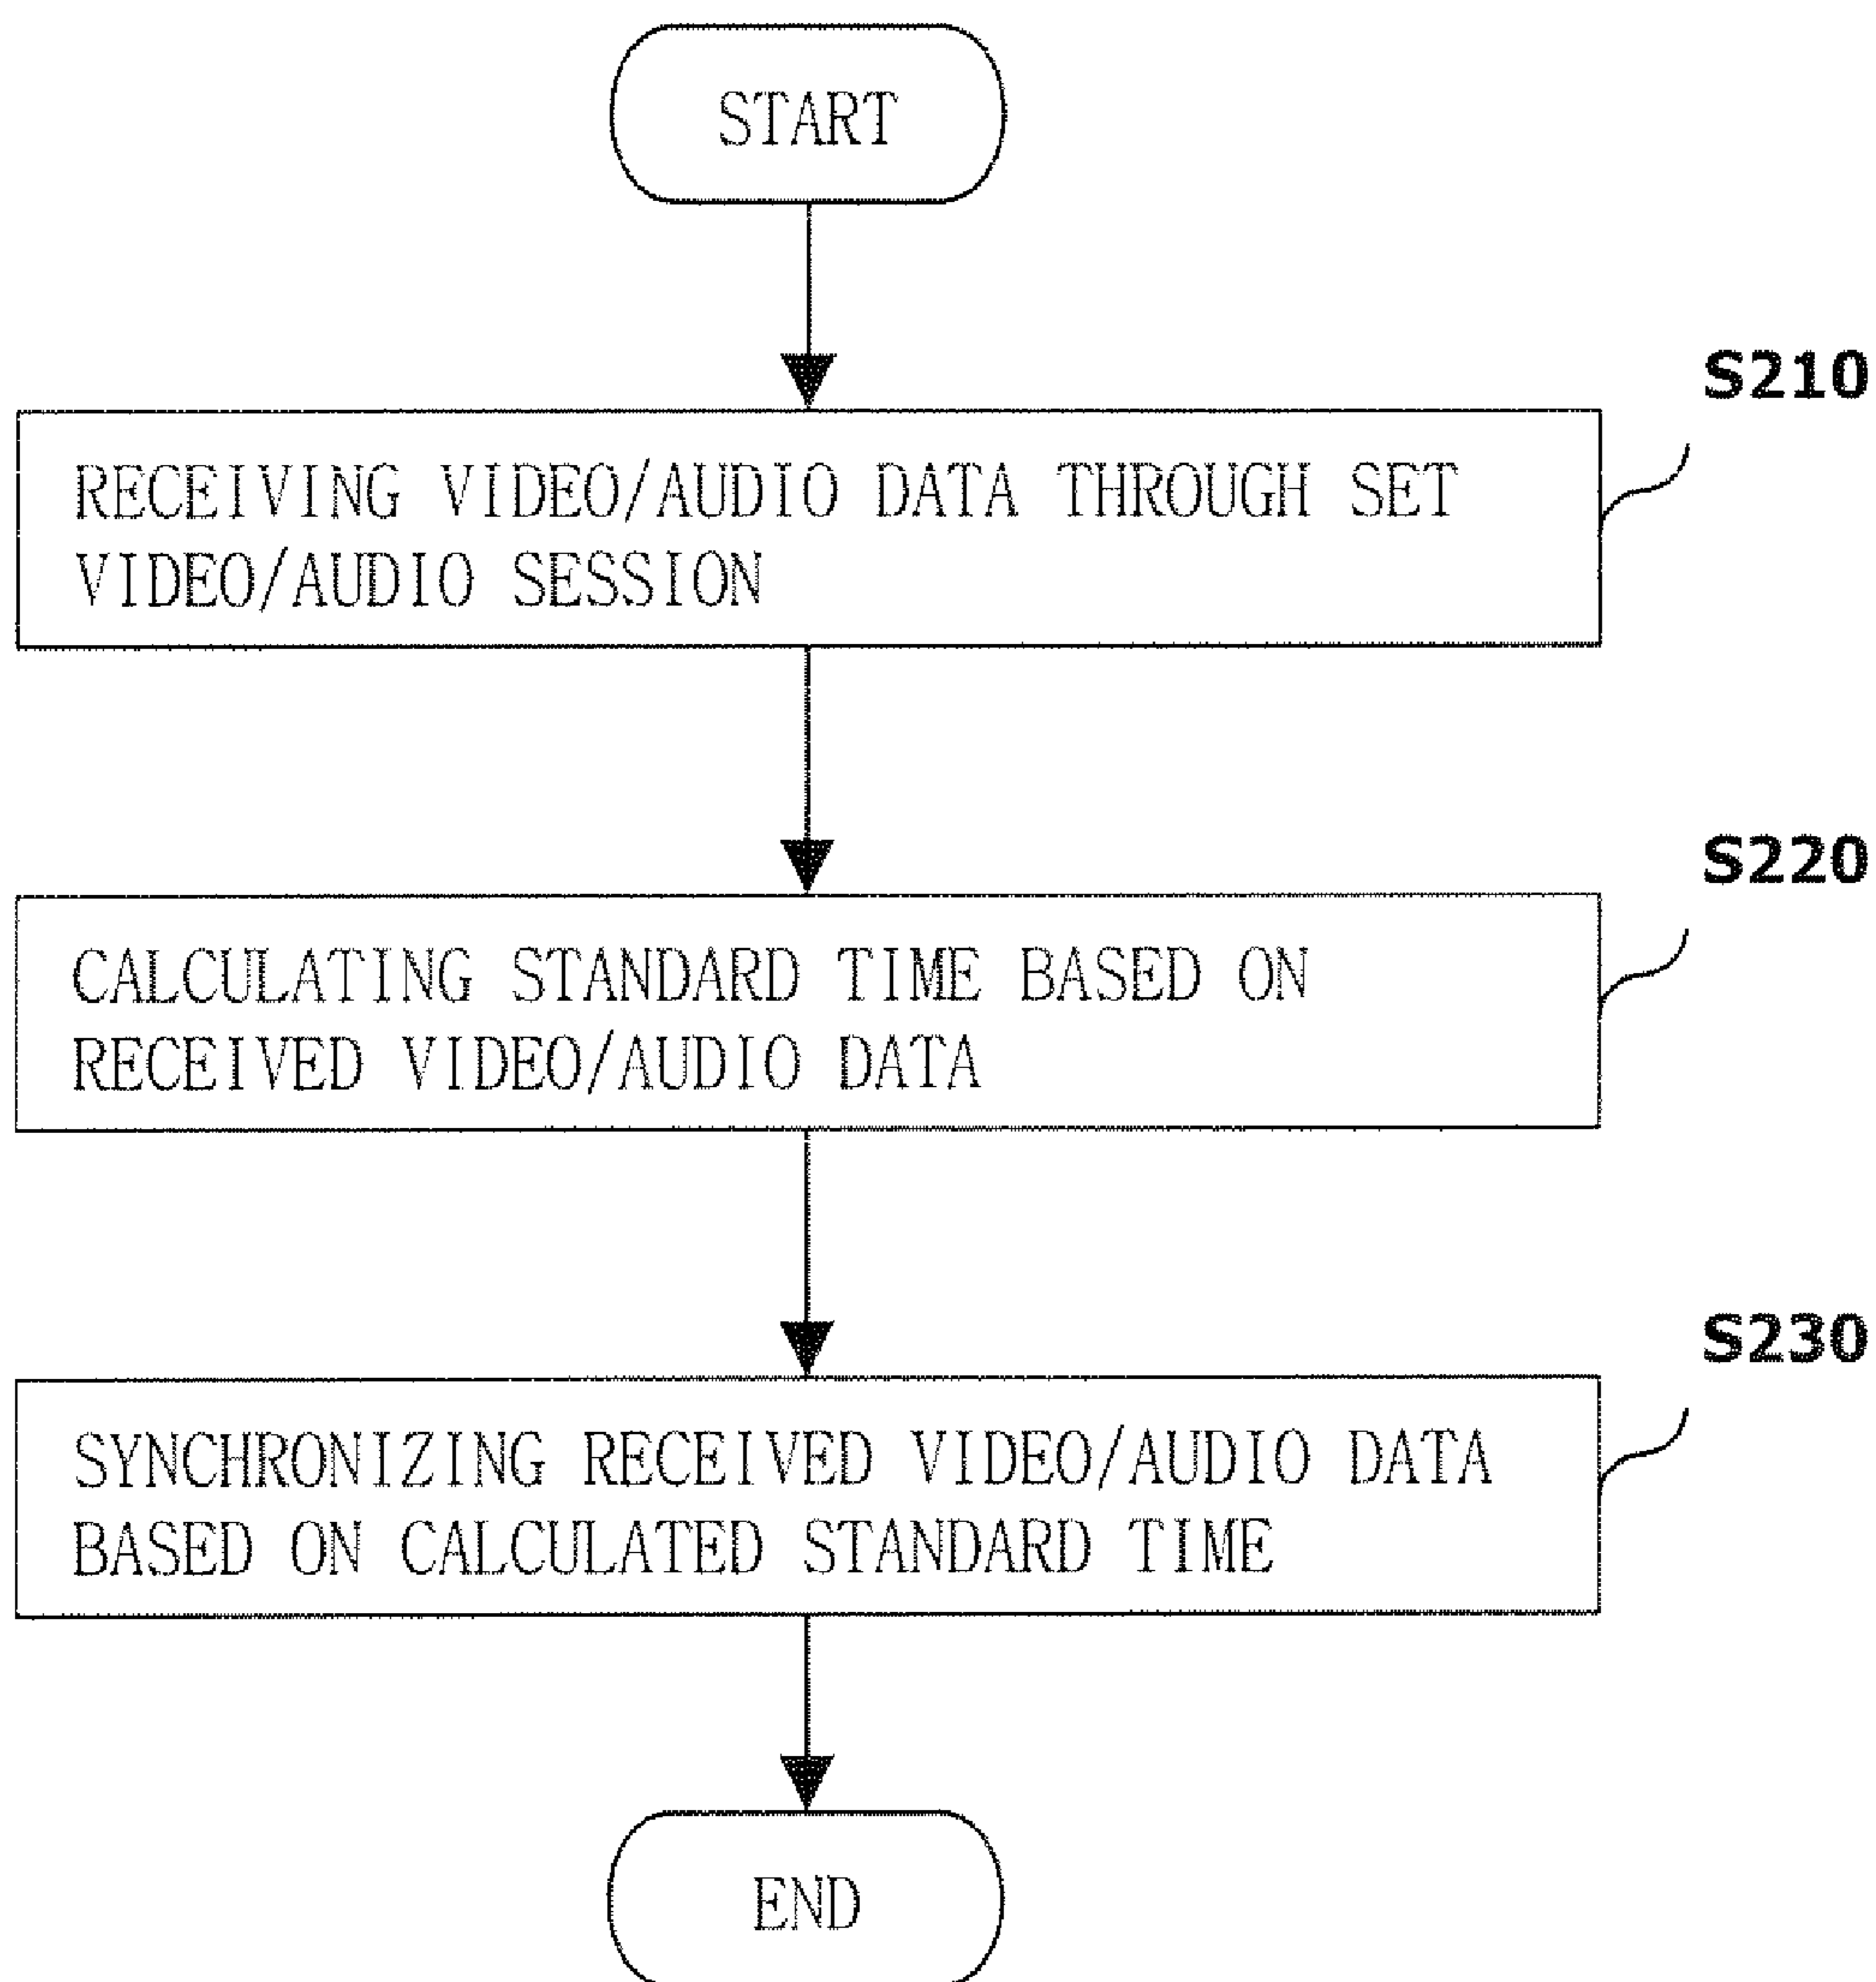 START
S210
RECEIVING VIDEO/AUDIO DATA THROUGH SET
VIDEO/AUDIO SESSION
S220
CALCULATING STANDARD TIME BASED ON
RECEIVED VIDEO/AUDIO DATA
S230
SYNCHRONIZING RECEIVED VIDEO/AUDIO DATA
BASED ON CALCULATED STANDARD TIME
END